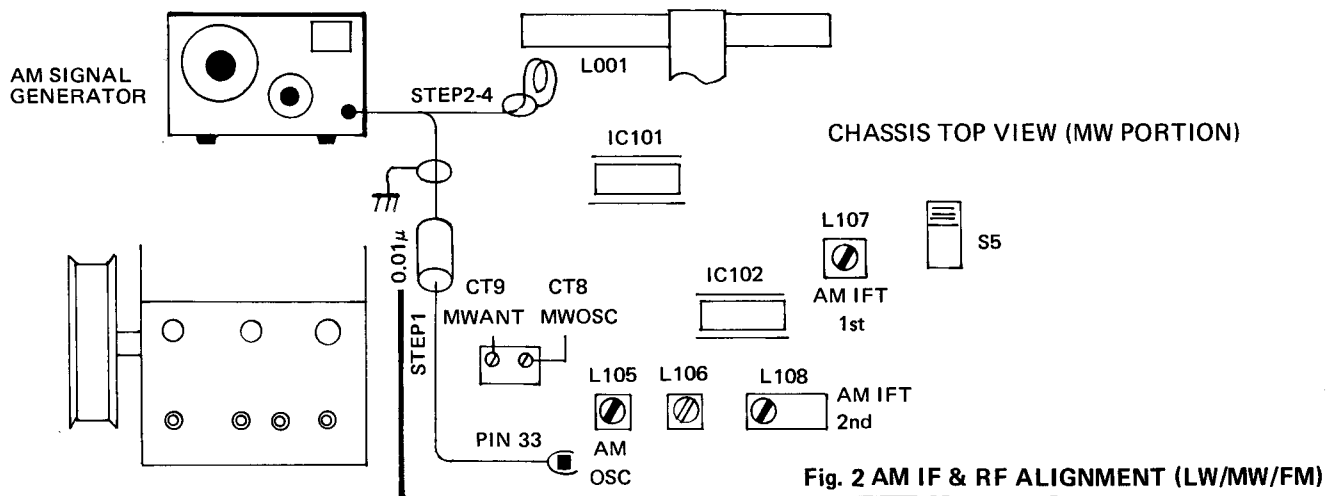 AM SIGNAL
GENERATOR
STEP2-4
L001
IC101
CHASSIS TOP VIEW (MW PORTION)
0.01μ
STEP1
CT9
MWANT
CT8
MWOSC
IC102
L107
AM IFT
1st
S5
L105
L106
L108
AM IFT
2nd
PIN 33
AM
OSC
Fig. 2 AM IF & RF ALIGNMENT (LW/MW/FM)